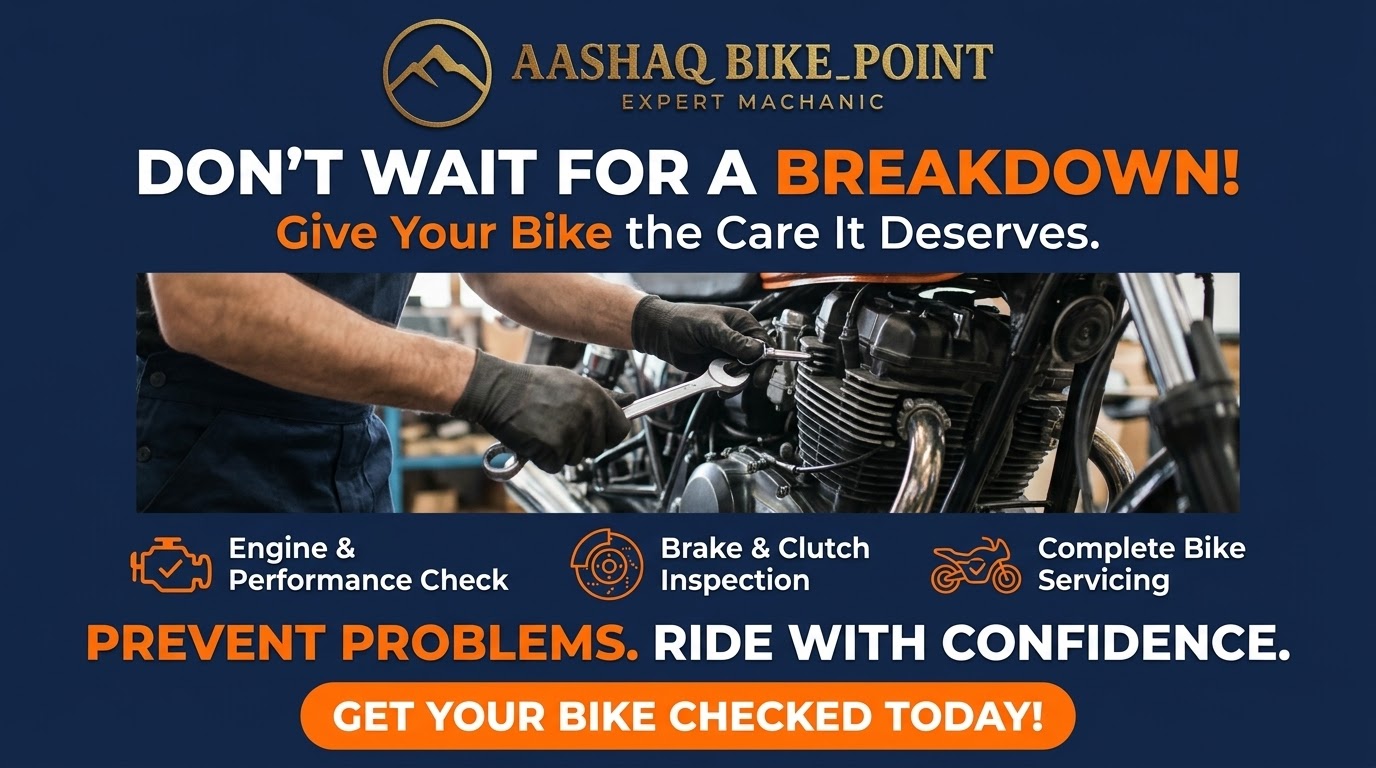 AASHAQ BIKE_POINT
EXPERT MACHANIC
DON'T WAIT FOR A BREAKDOWN!
Give Your Bike the Care It Deserves.
Engine &
Performance Check
Brake & Clutch
Inspection
Complete Bike
Servicing
PREVENT PROBLEMS. RIDE WITH CONFIDENCE.
GET YOUR BIKE CHECKED TODAY!